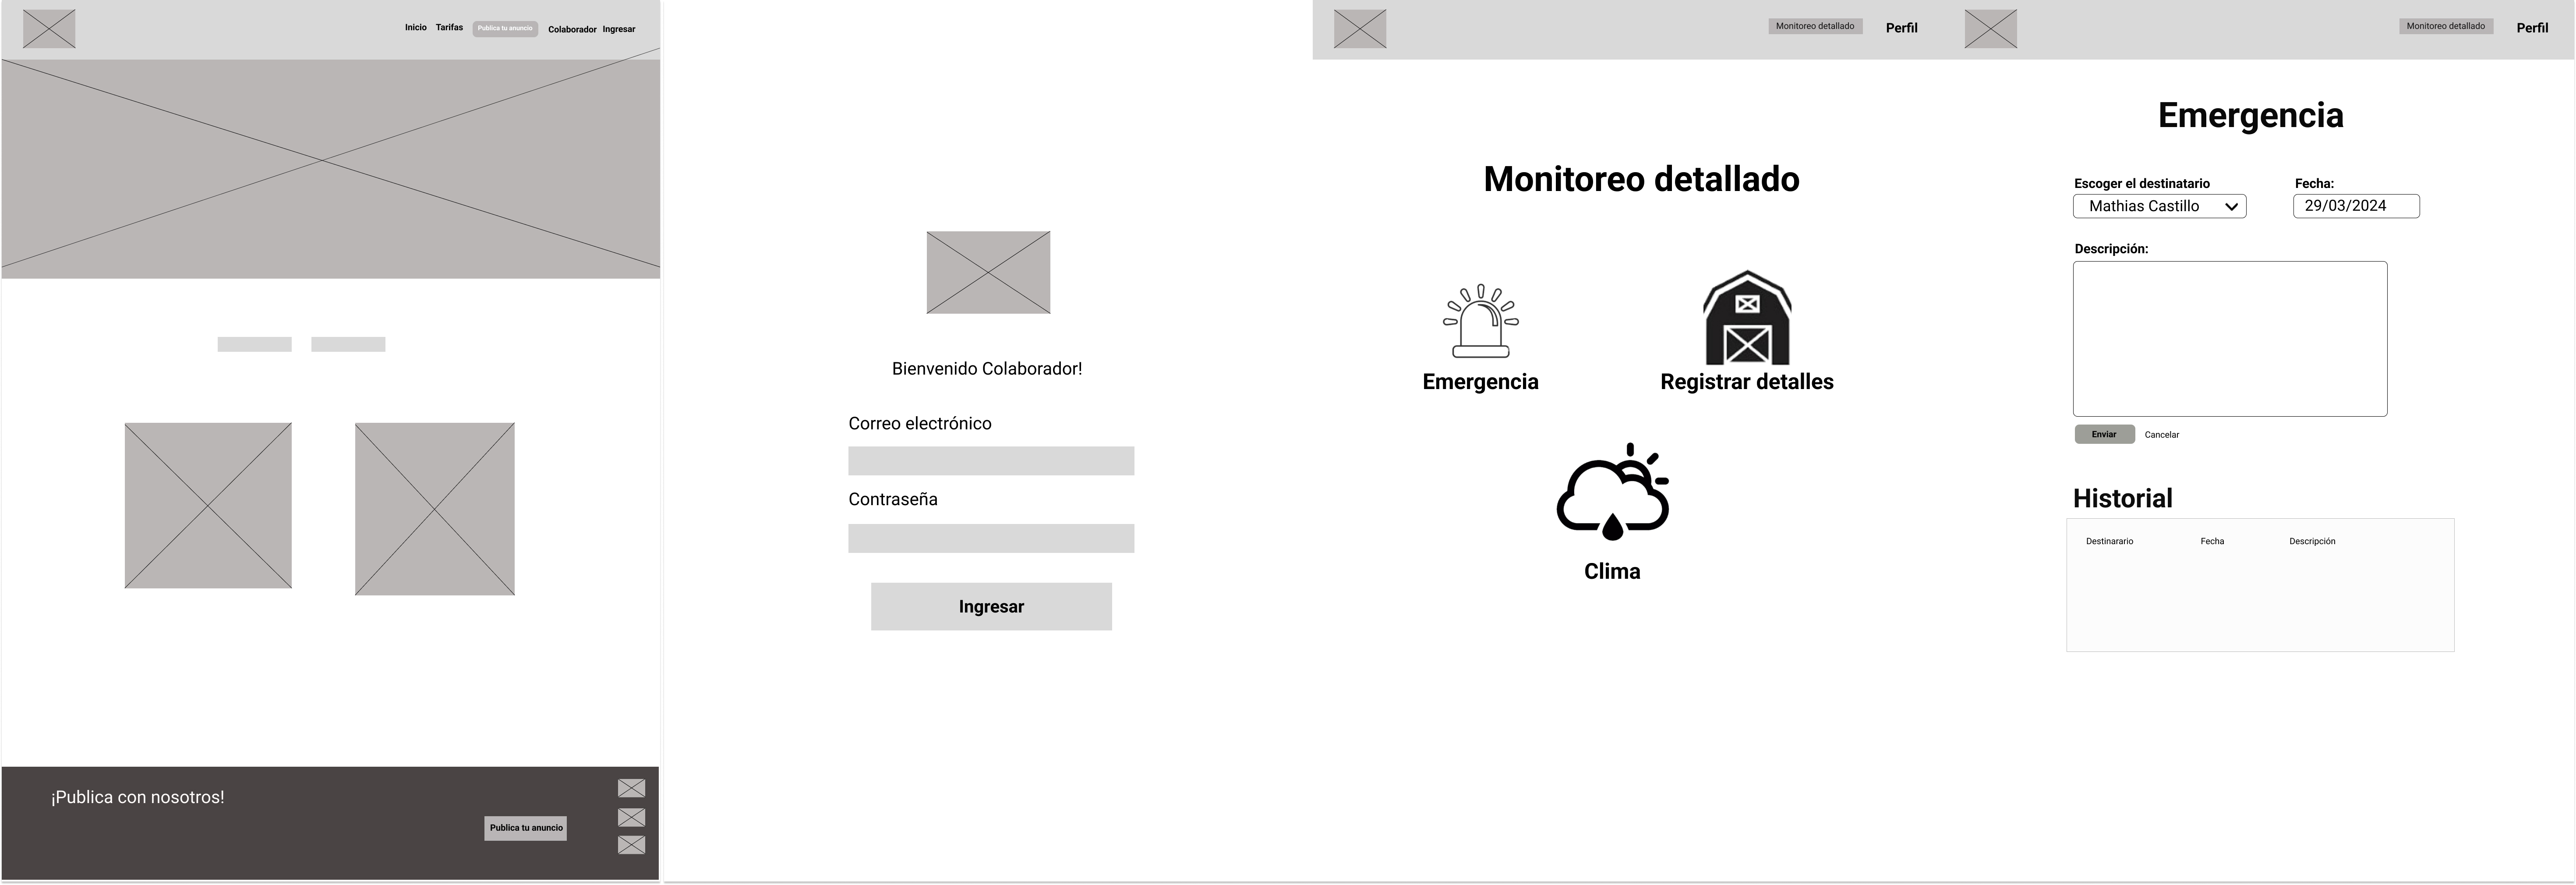 Inicio
Tarifas
Publica tu anuncio
Colaborador
Ingresar
¡Publica con nosotros!
Publica tu anuncio
Bienvenido Colaborador!
Correo electrónico
Contraseña
Ingresar
Monitoreo detallado
Perfil
Monitoreo detallado
Emergencia
Registrar detalles
Clima
Monitoreo detallado
Perfil
Emergencia
Escoger el destinatario
Fecha:
Mathias Castillo
29/03/2024
Descripción:
Enviar
Cancelar
Historial
Destinarario
Fecha
Descripción